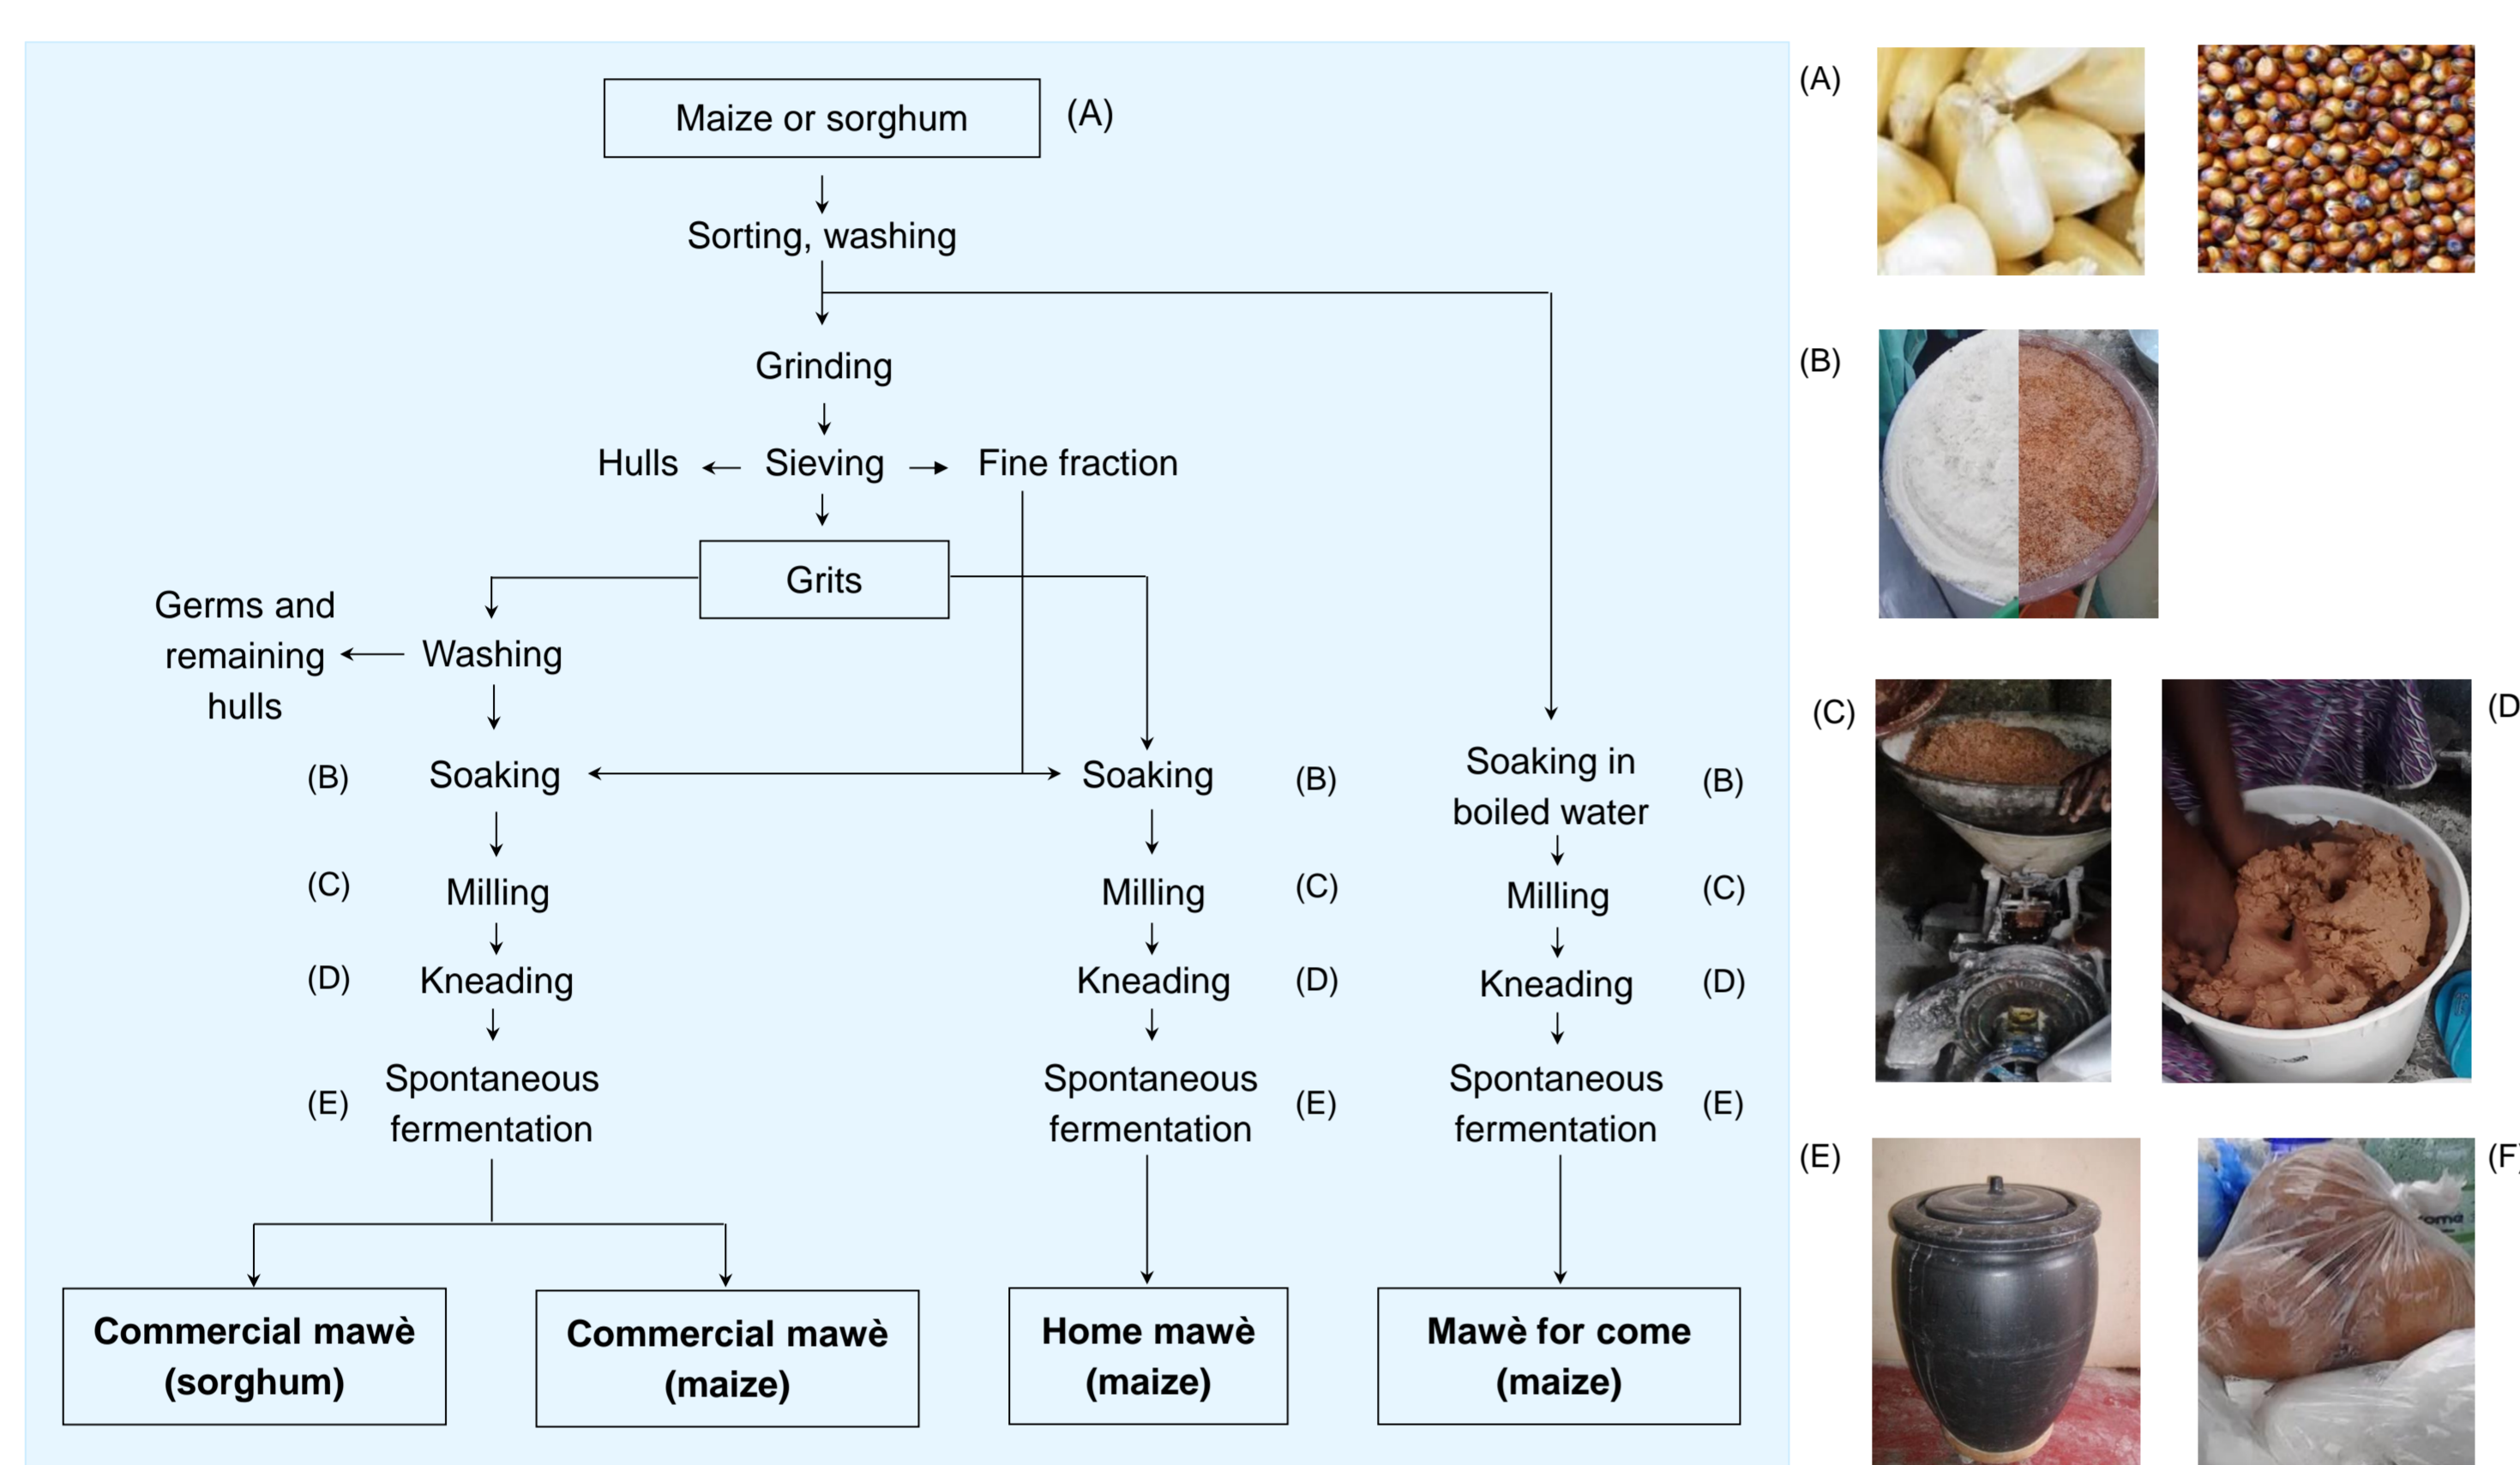 Maize or sorghum
(A)
Sorting, washing
Grinding
Hulls
Sieving
Fine fraction
Grits
Germs and
remaining
hulls
Washing
(B)
Soaking
Soaking
(B)
Soaking in
boiled water
(B)
(C)
Milling
Milling
(C)
Milling
(C)
(D)
Kneading
Kneading
(D)
Kneading
(D)
(E)
Spontaneous
fermentation
Spontaneous
fermentation
(E)
Spontaneous
fermentation
(E)
Commercial mawè
(sorghum)
Commercial mawè
(maize)
Home mawè
(maize)
Mawè for come
(maize)
(A)
(B)
(C)
(D
(E)
(F)